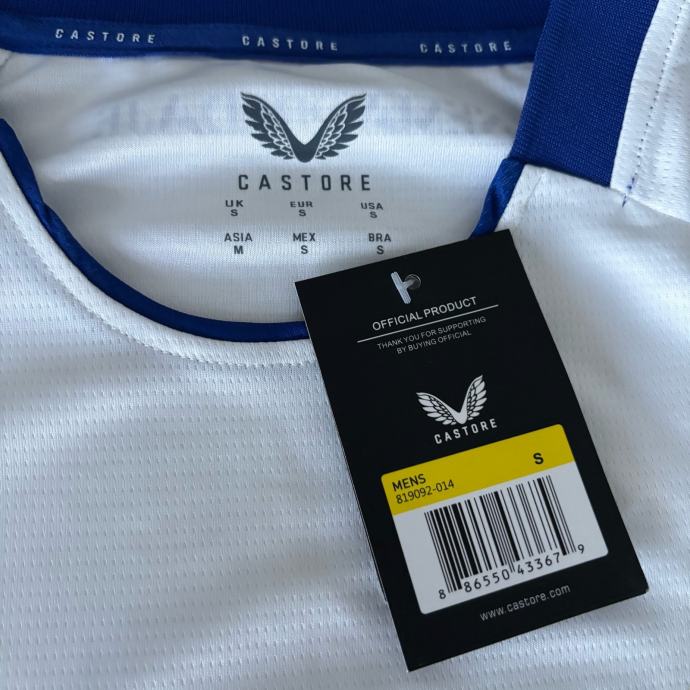 CASTORE CASTORE CASTORE
CASTORE
UK EUR USA
S S S
ASIA MEX BRA
M S S
OFFICIAL PRODUCT
THANK YOU FOR SUPPORTING
BY BUYING OFFICIAL
CASTORE
MENS S
819092-014
8 86550 43367 9
www.castore.com